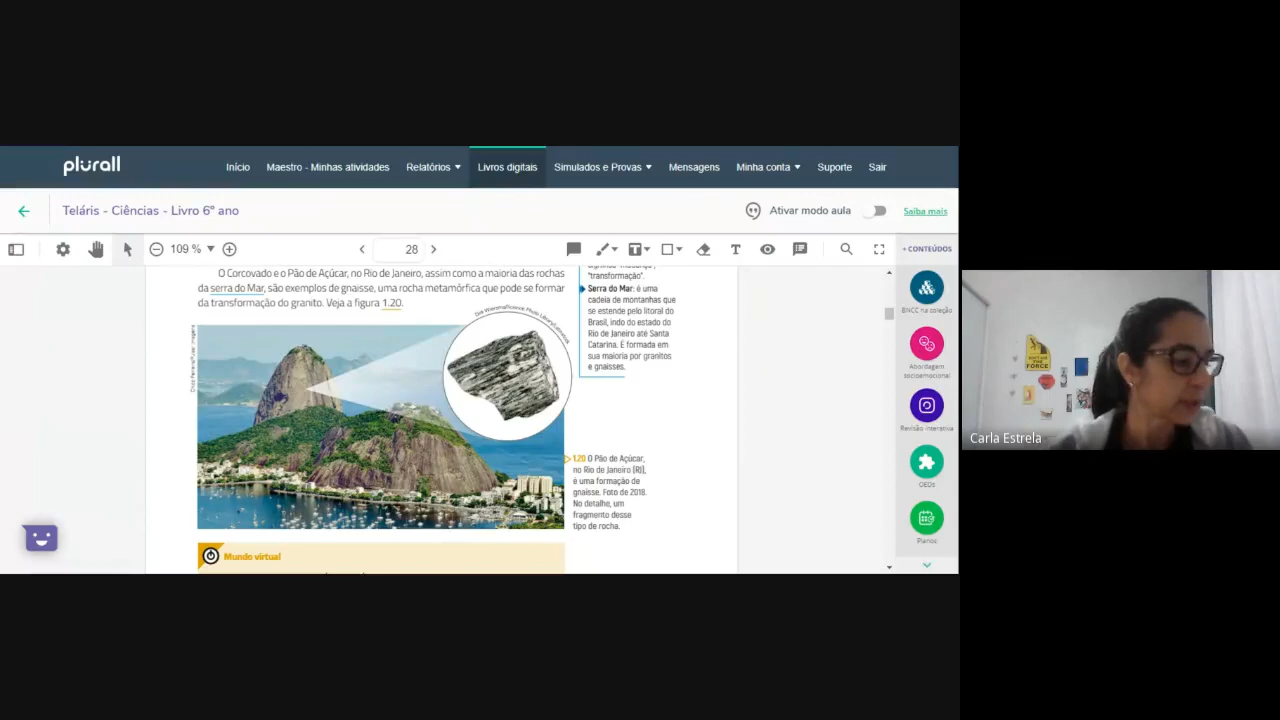 plurall
Início
Maestro - Minhas atividades
Relatórios
Livros digitais
Simulados e Provas
Mensagens
Minha conta
Suporte
Sair
Teláris - Ciências - Livro 6º ano
Ativar modo aula
Saiba mais
109 %
28
+ CONTEÚDOS
O Corcovado e o Pão de Açúcar, no Rio de Janeiro, assim como a maioria das rochas
da serra do Mar, são exemplos de gnaisse, uma rocha metamórfica que pode se formar
da transformação do granito. Veja a figura 1.20.
"transformação".
Serra do Mar: é uma
cadeia de montanhas que
se estende pelo litoral do
Brasil, indo do estado do
Rio de Janeiro até Santa
Catarina. É formada em
sua maioria por granitos
e gnaisses.
1.20 O Pão de Açúcar,
no Rio de Janeiro (RJ),
é uma formação de
gnaisse. Foto de 2018.
No detalhe, um
fragmento desse
tipo de rocha.
Mundo virtual
BNCC na coleção
Abordagem
socioemocional
Revisão interativa
OEDs
Planos
THE
FORCE
Carla Estrela